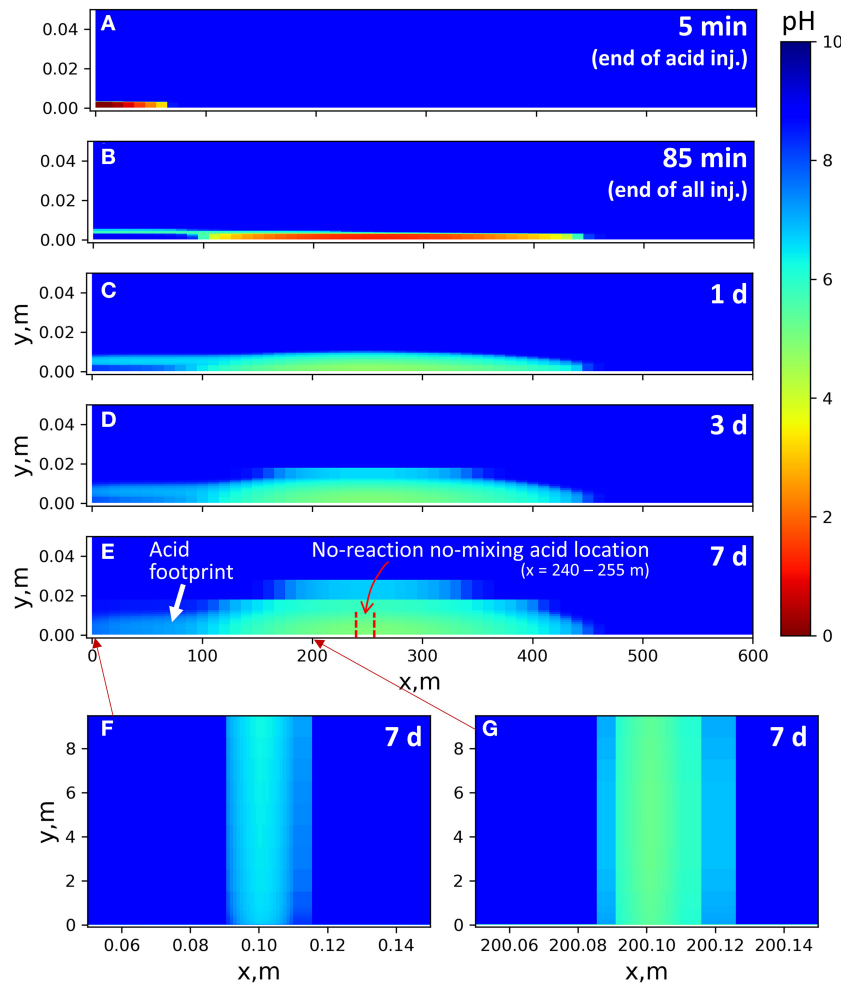 pH
A
5 min
(end of acid inj.)
0.04
0.02
0.00
B
85 min
(end of all inj.)
0.04
0.02
0.00
C
1 d
0.04
0.02
0.00
y,m
D
3 d
0.04
0.02
0.00
E
7 d
Acid
footprint
No-reaction no-mixing acid location
(x = 240 – 255 m)
0.04
0.02
0.00
y,m
0 100 200 300 400 500 600
x,m
10
8
6
4
2
0
F
7 d
8
6
4
2
0
y,m
0.06 0.08 0.10 0.12 0.14
x,m
G
7 d
200.06 200.08 200.10 200.12 200.14
x,m